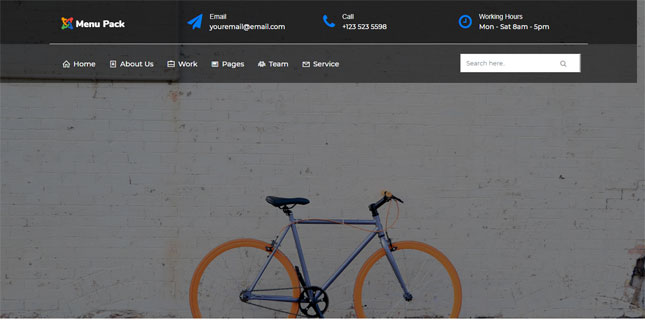 Menu Pack
Email
youremail@email.com
Call
+123 523 5598
Working Hours
Mon - Sat 8am - 5pm
Home
About Us
Work
Pages
Team
Service
Search here..